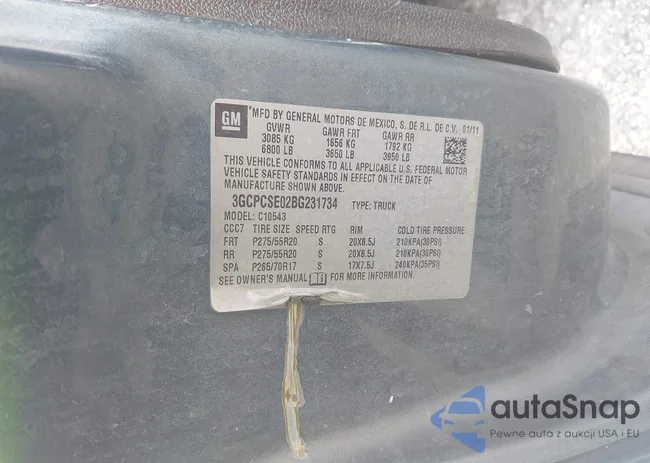 GM
*MFD BY GENERAL MOTORS DE MEXICO, S. DE R.L. DE C.V. 01/11
GVWR GAWR FRT GAWR RR
3085 KG 1656 KG 1792 KG
6800 LB 3650 LB 3950 LB
THIS VEHICLE CONFORMS TO ALL APPLICABLE U.S. FEDERAL MOTOR
VEHICLE SAFETY STANDARDS IN EFFECT ON THE DATE OF MANUFACTURE
SHOWN ABOVE.
3GCPCSE02BG231734 TYPE: TRUCK
MODEL: C10543
CCC7 TIRE SIZE SPEED RTG RIM COLD TIRE PRESSURE
FRT P275/55R20 S 20X8.5J 210KPA(30PSI)
RR P275/55R20 S 20X8.5J 210KPA(30PSI)
SPA P265/70R17 S 17X7.5J 240KPA(35PSI)
SEE OWNER'S MANUAL FOR MORE INFORMATION
autaSnap
Pewne auta z aukcji USA i EU